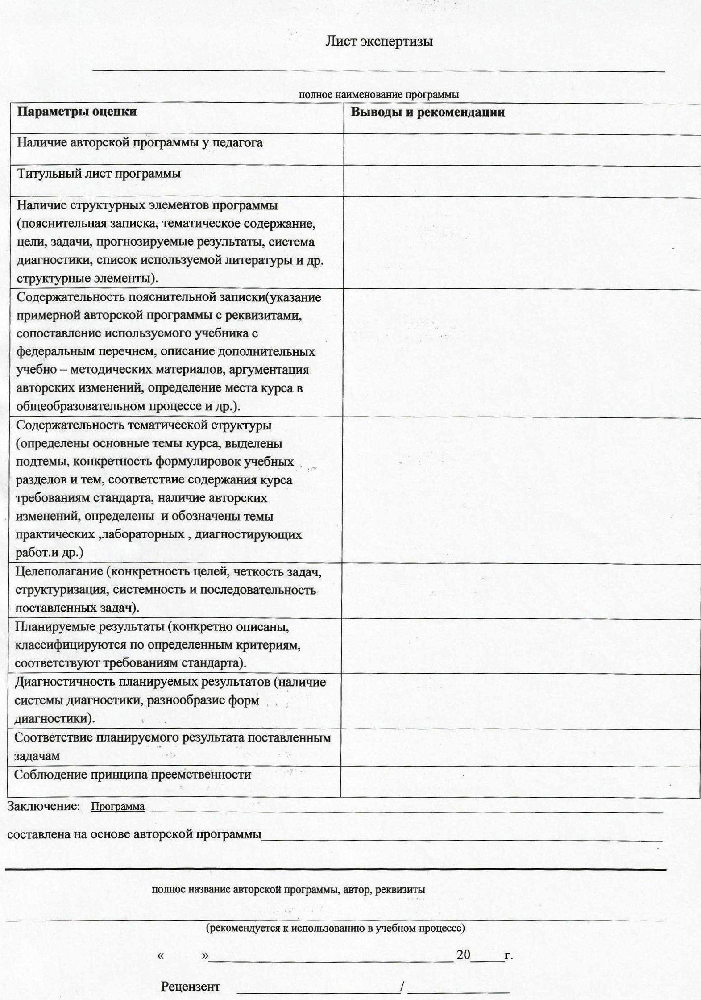 Лист экспертизы
полное наименование программы
Параметры оценки
Выводы и рекомендации
Наличие авторской программы у педагога
Титульный лист программы
Наличие структурных элементов программы
(пояснительная записка, тематическое содержание,
цели, задачи, прогнозируемые результаты, система
диагностики, список используемой литературы и др.
структурные элементы).
Содержательность пояснительной записки(указание
примерной авторской программы с реквизитами,
сопоставление используемого учебника с
федеральным перечнем, описание дополнительных
учебно – методических материалов, аргументация
авторских изменений, определение места курса в
общеобразовательном процессе и др.).
Содержательность тематической структуры
(определены основные темы курса, выделены
подтемы, конкретность формулировок учебных
разделов и тем, соответствие содержания курса
требованиям стандарта, наличие авторских
изменений, определены  и обозначены темы
практических ,лабораторных , диагностирующих
работ.и др.)
Целеполагание (конкретность целей, четкость задач,
структуризация, системность и последовательность
поставленных задач).
Планируемые результаты (конкретно описаны,
классифицируются по определенным критериям,
соответствуют требованиям стандарта).
Диагностичность планируемых результатов (наличие
системы диагностики, разнообразие форм
диагностики).
Соответствие планируемого результата поставленным
задачам
Соблюдение принципа преемственности
Заключение:__Программа____________
составлена на основе авторской программы____________
полное название авторской программы, автор, реквизиты
(рекомендуется к использованию в учебном процессе)
«      »____________ 20_____г.
Рецензент ____________/ ____________